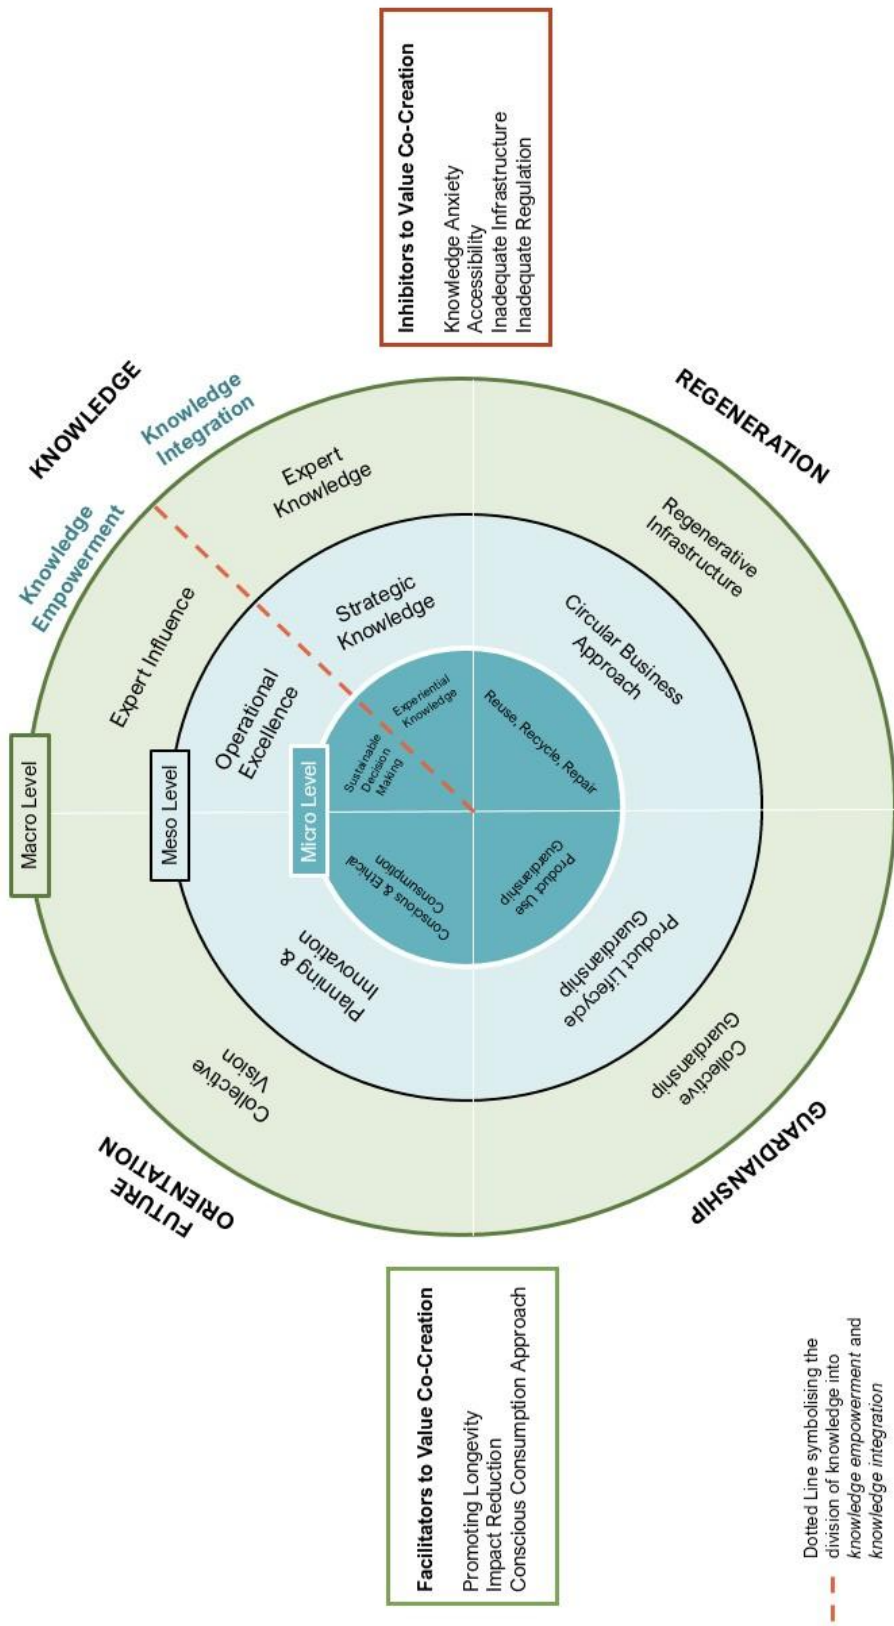 Macro Level
Meso Level
Micro Level
KNOWLEDGE
Knowledge
Empowerment
Knowledge
Integration
Expert Influence
Expert
Knowledge
Operational
Excellence
Strategic
Knowledge
Sustainable
Decision
Making
Experiential
Knowledge
REGENERATION
Regenerative
Infrastructure
Circular Business
Approach
Reuse, Recycle, Repair
GUARDIANSHIP
Collective
Guardianship
Product Lifecycle
Guardianship
Product Use
Guardianship
FUTURE
ORIENTATION
Collective
Vision
Planning &
Innovation
Conscious & Ethical
Consumption
Facilitators to Value Co-Creation
Promoting Longevity
Impact Reduction
Conscious Consumption Approach
Inhibitors to Value Co-Creation
Knowledge Anxiety
Accessibility
Inadequate Infrastructure
Inadequate Regulation
Dotted Line symbolising the
division of knowledge into
knowledge empowerment and
knowledge integration